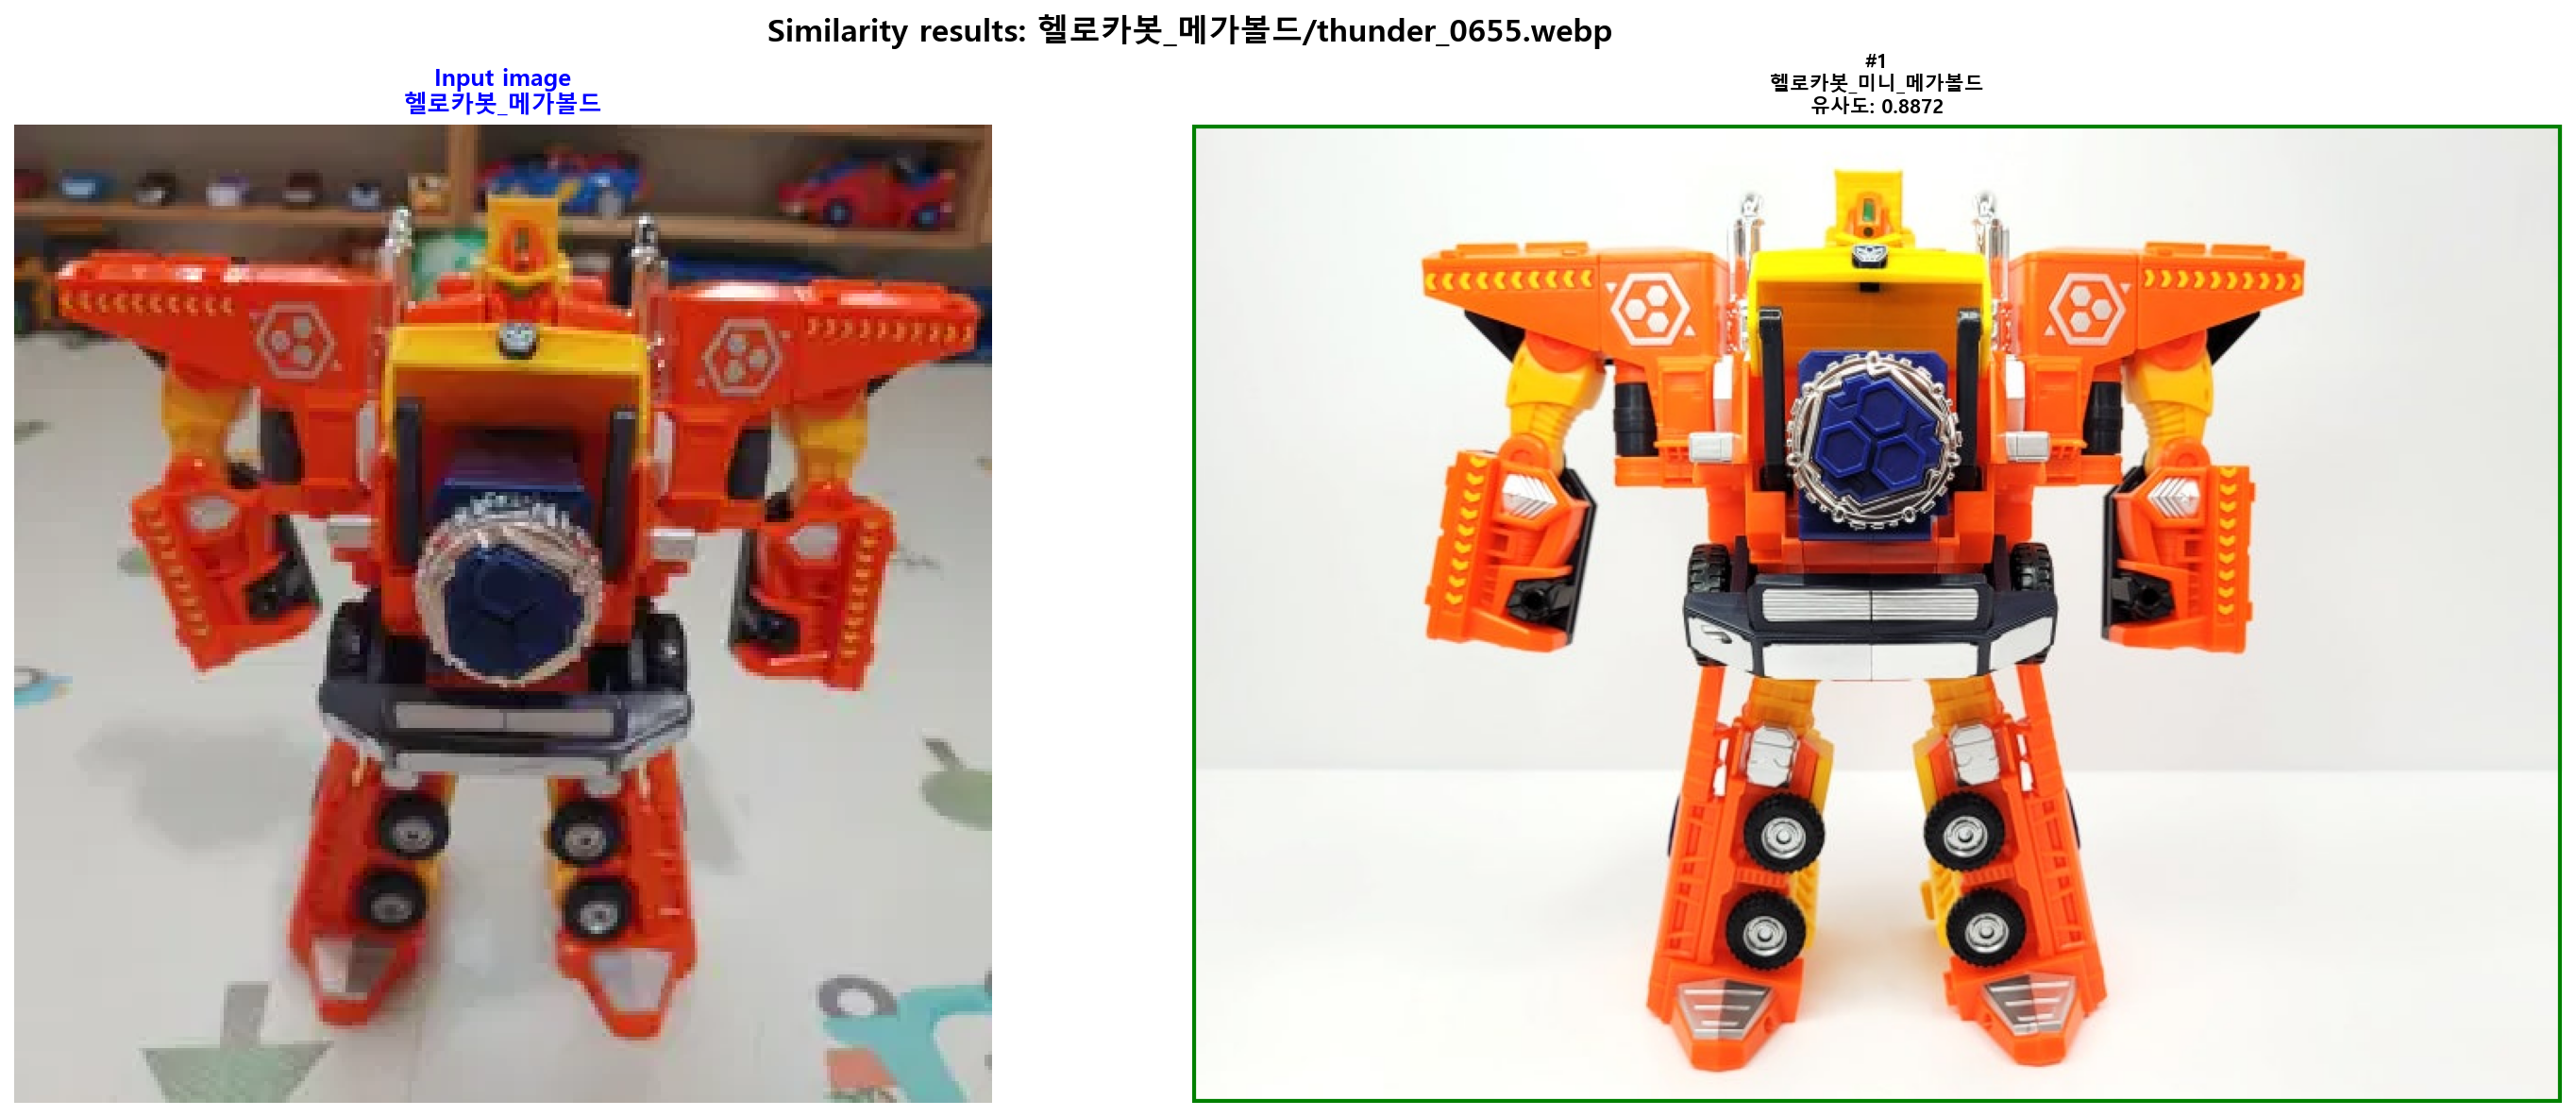 Similarity results: 헬로카봇_메가볼드/thunder_0655.webp
Input image
헬로카봇_메가볼드
#1
헬로카봇_미니_메가볼드
유사도: 0.8872